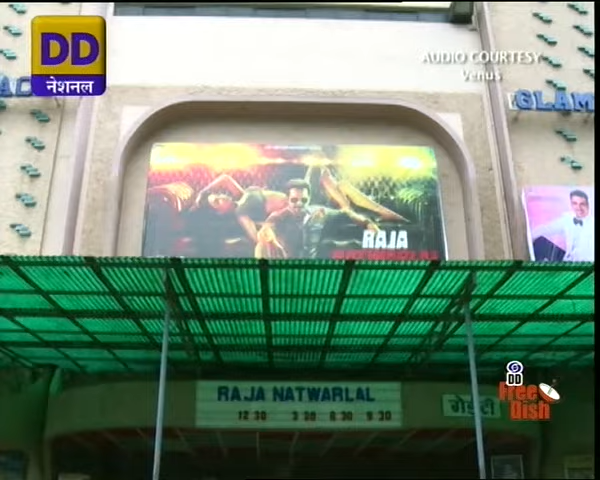 DD
नेशनल
AUDIO COURTESY
Venus
GLAM
RAJA
NATWARLAL
RAJA NATWARLAL
12.30 3.30 6.30 9.30
DD
Free
Dish